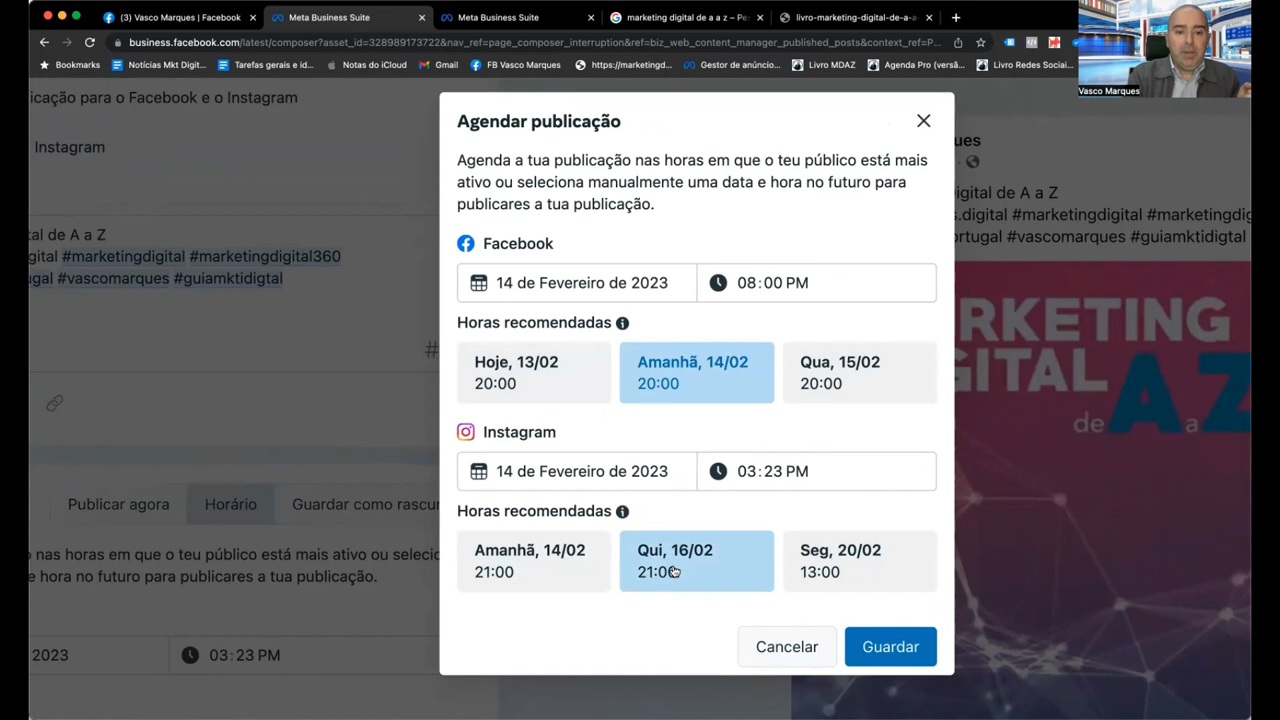 (3) Vasco Marques | Facebook
Meta Business Suite
Meta Business Suite
marketing digital de a a z – Pes
livro-marketing-digital-de-a-a-
business.facebook.com/latest/composer?asset_id=328989173722&nav_ref=page_composer_interruption&ref=biz_web_content_manager_published_posts&context_ref=P...
Bookmarks
Notícias Mkt Digit...
Tarefas gerais e id...
Notas do iCloud
Gmail
FB Vasco Marques
https://marketingd...
Gestor de anúncio...
Livro MDAZ
Agenda Pro (versã...
Livro Redes Sociai...
Vasco Marques
icação para o Facebook e o Instagram
Instagram
tal de A a Z
gital #marketingdigital #marketingdigital360
ugal #vascomarques #guiamktidigtal
#
Publicar agora
Horário
Guardar como rascun
nas horas em que o teu público está mais ativo ou selecio
e hora no futuro para publicares a tua publicação.
2023
03:23 PM
Agendar publicação
Agenda a tua publicação nas horas em que o teu público está mais
ativo ou seleciona manualmente uma data e hora no futuro para
publicares a tua publicação.
Facebook
14 de Fevereiro de 2023
08:00 PM
Horas recomendadas
Hoje, 13/02
20:00
Amanhã, 14/02
20:00
Qua, 15/02
20:00
Instagram
14 de Fevereiro de 2023
03:23 PM
Horas recomendadas
Amanhã, 14/02
21:00
Qui, 16/02
21:00
Seg, 20/02
13:00
Cancelar
Guardar
ques
Digital de A a Z
s.digital #marketingdigital #marketingdig
ortugal #vascomarques #guiamktidigtal
RKETING
GITAL
de A a Z